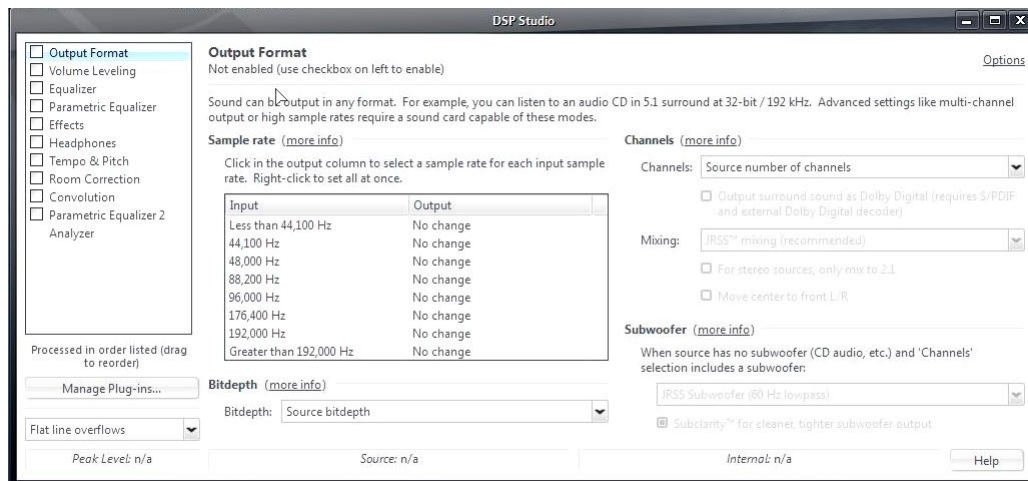 DSP Studio
Output Format
Volume Leveling
Equalizer
Parametric Equalizer
Effects
Headphones
Tempo & Pitch
Room Correction
Convolution
Parametric Equalizer 2
Analyzer
Processed in order listed (drag
to reorder)
Manage Plug-ins...
Flat line overflows
Output Format
Not enabled (use checkbox on left to enable)
Options
Sound can be output in any format. For example, you can listen to an audio CD in 5.1 surround at 32-bit / 192 kHz. Advanced settings like multi-channel
output or high sample rates require a sound card capable of these modes.
Sample rate (more info)
Click in the output column to select a sample rate for each input sample
rate. Right-click to set all at once.
Input Output
Less than 44,100 Hz No change
44,100 Hz No change
48,000 Hz No change
88,200 Hz No change
96,000 Hz No change
176,400 Hz No change
192,000 Hz No change
Greater than 192,000 Hz No change
Bitdepth (more info)
Bitdepth: Source bitdepth
Channels (more info)
Channels: Source number of channels
Output surround sound as Dolby Digital (requires S/PDIF
and external Dolby Digital decoder)
Mixing: JRSS™ mixing (recommended)
For stereo sources, only mix to 2.1
Move center to front L/R
Subwoofer (more info)
When source has no subwoofer (CD audio, etc.) and 'Channels'
selection includes a subwoofer:
JRSS Subwoofer (80 Hz lowpass)
Subclarity™ for cleaner, tighter subwoofer output
Peak Level: n/a
Source: n/a
Internal: n/a
Help